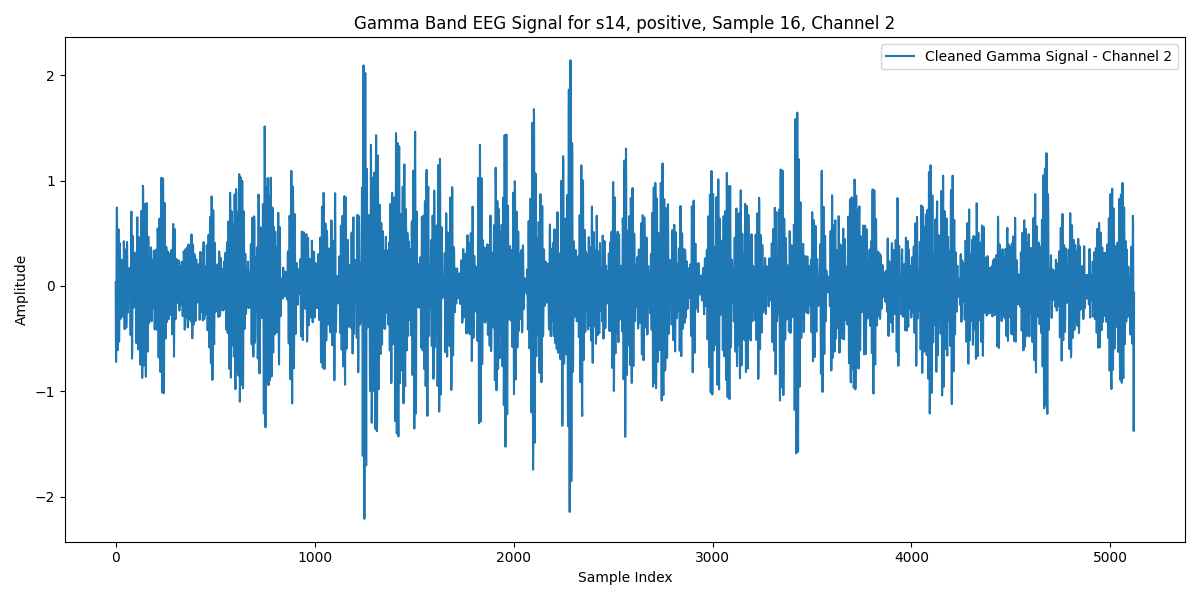 Gamma Band EEG Signal for s14, positive, Sample 16, Channel 2
Cleaned Gamma Signal - Channel 2
2
1
0
−1
−2
Amplitude
0 1000 2000 3000 4000 5000
Sample Index